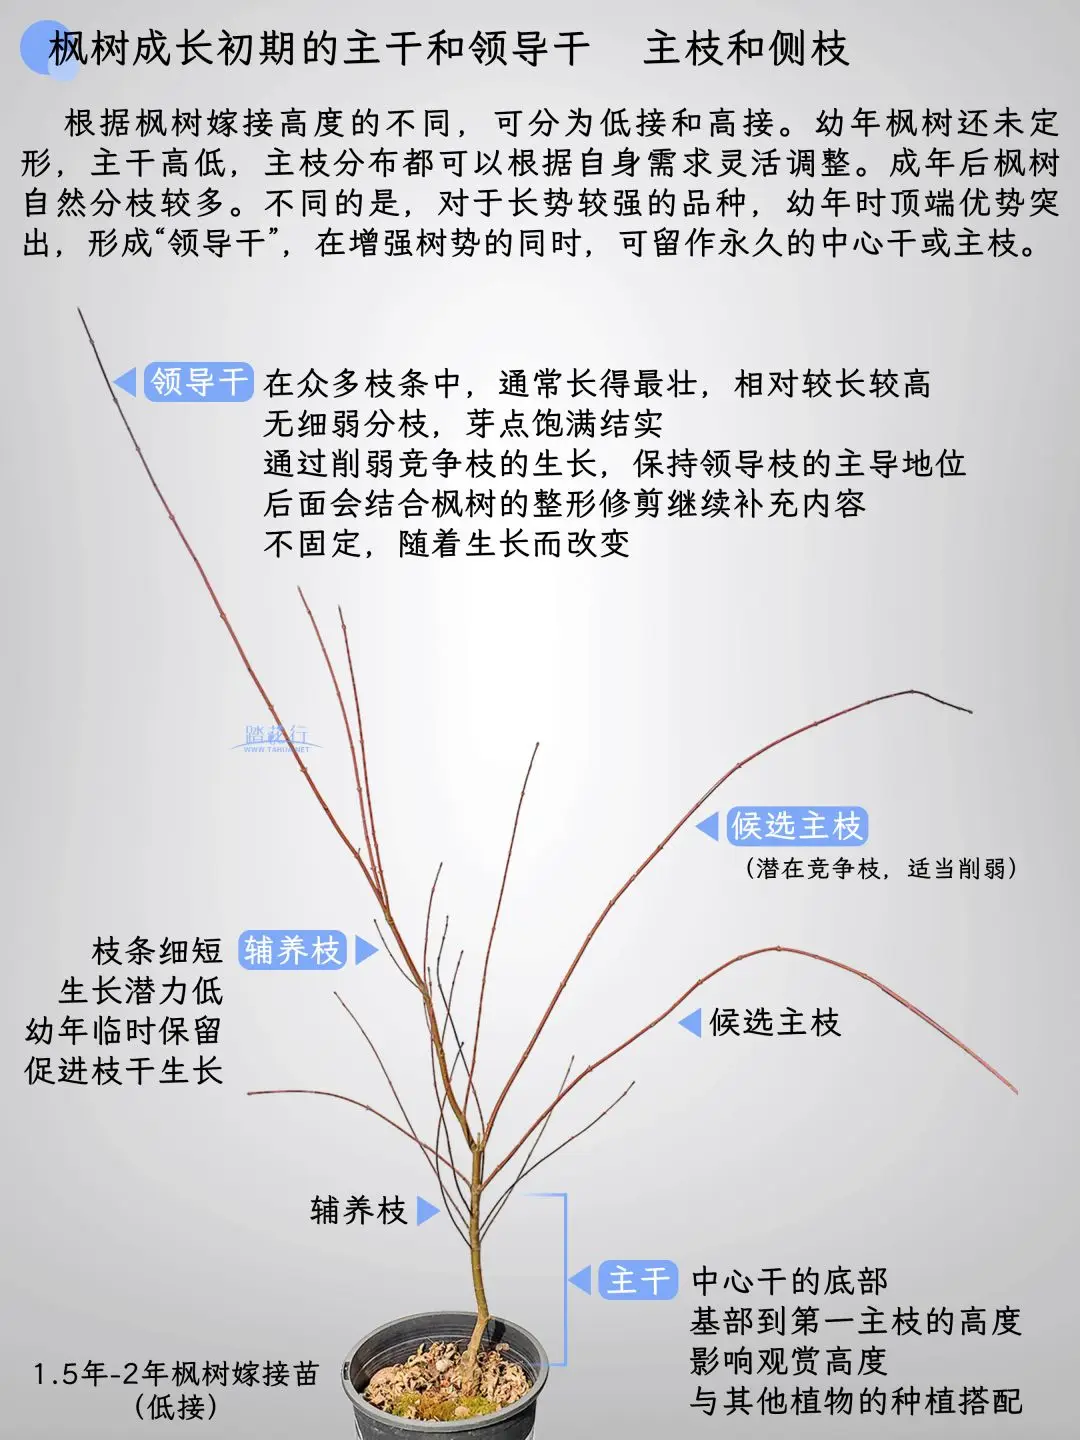 枫树成长初期的主干和领导干 主枝和侧枝
根据枫树嫁接高度的不同，可分为低接和高接。幼年枫树还未定
形，主干高低，主枝分布都可以根据自身需求灵活调整。成年后枫树
自然分枝较多。不同的是，对于长势较强的品种，幼年时顶端优势突
出，形成“领导干”，在增强树势的同时，可留作永久的中心干或主枝。
领导干
在众多枝条中，通常长得最壮，相对较长较高
无细弱分枝，芽点饱满结实
通过削弱竞争枝的生长，保持领导枝的主导地位
后面会结合枫树的整形修剪继续补充内容
不固定，随着生长而改变
踏花行
WWW.TAHUA.NET
候选主枝
（潜在竞争枝，适当削弱）
辅养枝
枝条细短
生长潜力低
幼年临时保留
促进枝干生长
候选主枝
辅养枝
主干
中心干的底部
基部到第一主枝的高度
影响观赏高度
与其他植物的种植搭配
1.5年-2年枫树嫁接苗
（低接）